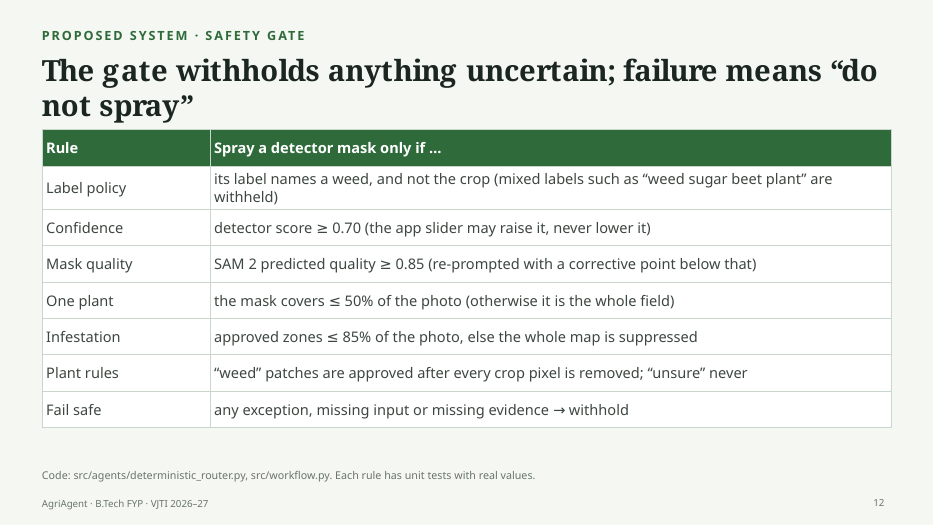 PROPOSED SYSTEM · SAFETY GATE
The gate withholds anything uncertain; failure means “do
not spray”
Rule Spray a detector mask only if …
Label policy its label names a weed, and not the crop (mixed labels such as “weed sugar beet plant” are
withheld)
Confidence detector score ≥ 0.70 (the app slider may raise it, never lower it)
Mask quality SAM 2 predicted quality ≥ 0.85 (re-prompted with a corrective point below that)
One plant the mask covers ≤ 50% of the photo (otherwise it is the whole field)
Infestation approved zones ≤ 85% of the photo, else the whole map is suppressed
Plant rules “weed” patches are approved after every crop pixel is removed; “unsure” never
Fail safe any exception, missing input or missing evidence → withhold
Code: src/agents/deterministic_router.py, src/workflow.py. Each rule has unit tests with real values.
AgriAgent · B.Tech FYP · VJTI 2026–27 12